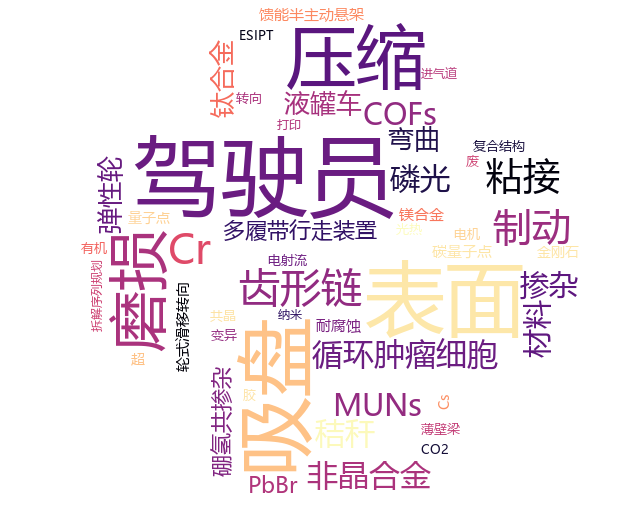 馈能半主动悬架
ESIPT
压缩
钛合金
进气道
转向
液罐车
COFs
打印
驾驶员
弯曲
复合结构
废
磷光
粘接
弹性轮
量子点
多履带行走装置
镁合金
光热
制动
磨损
Cr
有机
电机
碳量子点
金刚石
拆解序列规划
轮式滑移转向
电射流
齿形链
表面
掺杂
材料
共晶
纳米
耐腐蚀
变异
超
吸盘
循环肿瘤细胞
硼氢共掺杂
胶
MUNs
Cs
秸秆
薄壁梁
CO2
PbBr
非晶合金